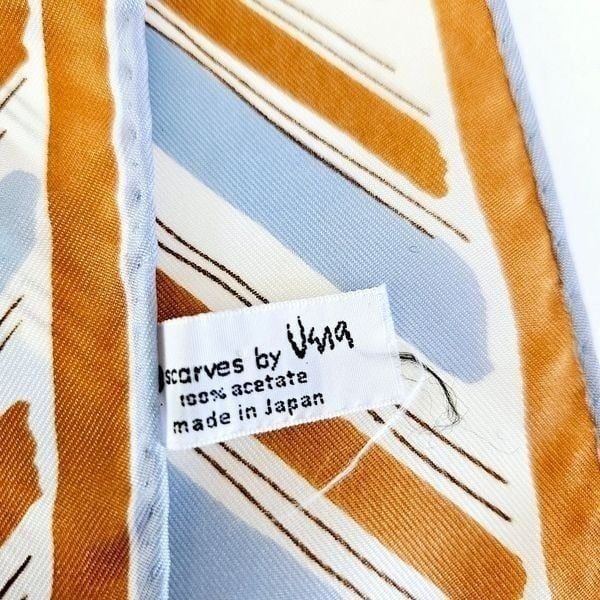 scarves by Vera
100% acetate
made in Japan